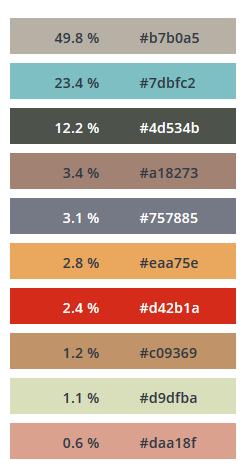 49.8 % #b7b0a5
23.4 % #7dbfc2
12.2 % #4d534b
3.4 % #a18273
3.1 % #757885
2.8 % #eaa75e
2.4 % #d42b1a
1.2 % #c09369
1.1 % #d9dfba
0.6 % #daa18f